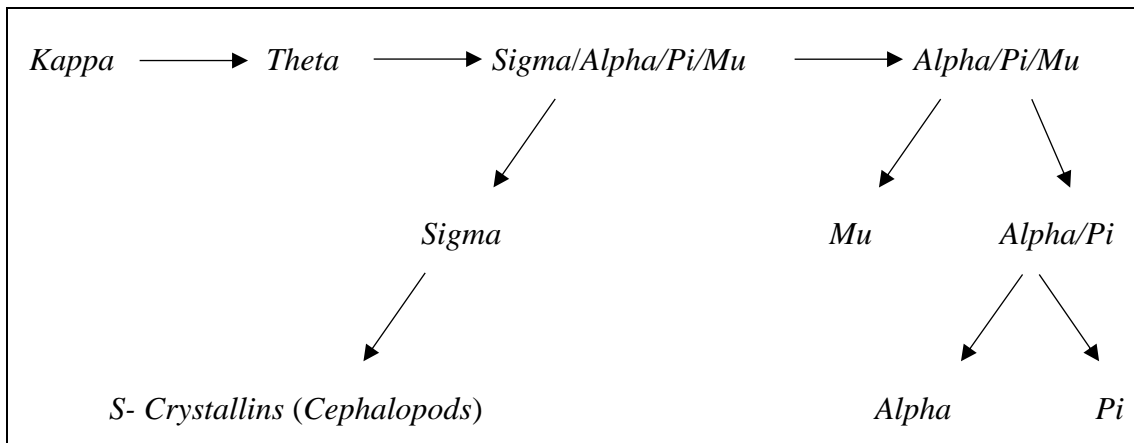 Kappa Theta Sigma/Alpha/Pi/Mu Alpha/Pi/Mu
Sigma Mu Alpha/Pi
S- Crystallins (Cephalopods) Alpha Pi